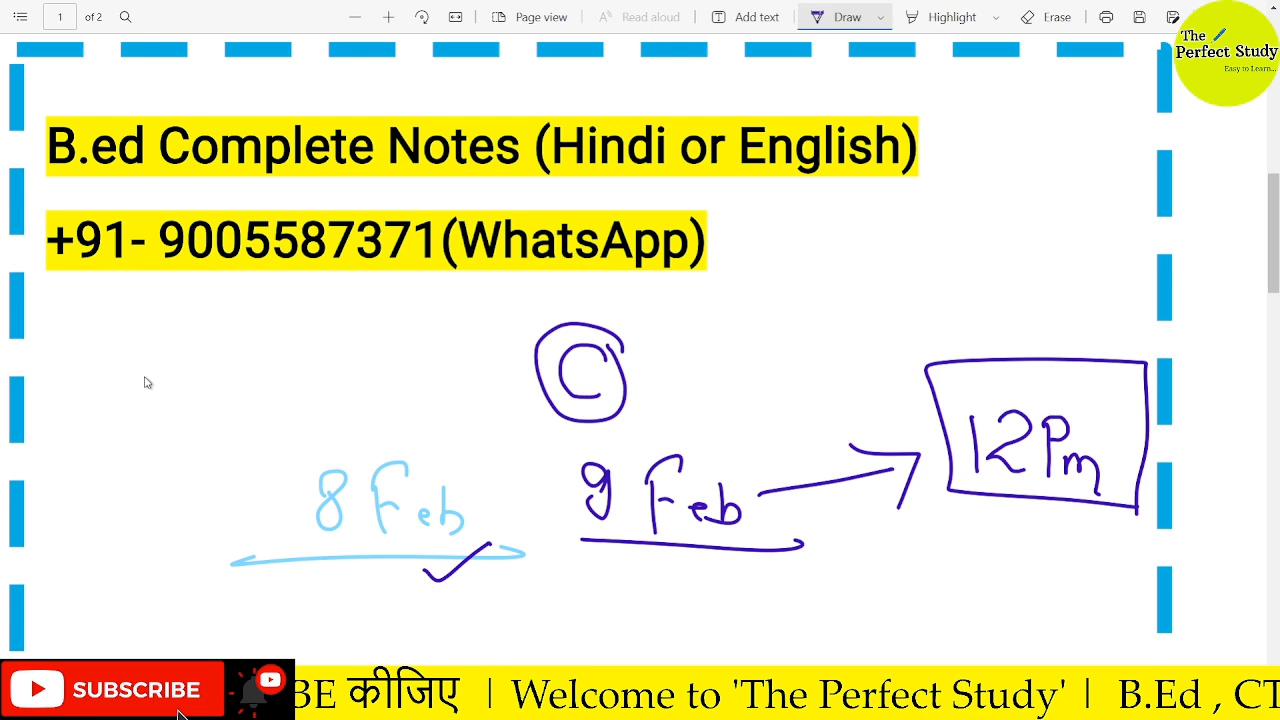 1 of 2 Page view Read aloud Add text Draw Highlight Erase
The
Perfect Study
Easy to Learn...
B.ed Complete Notes (Hindi or English)
+91- 9005587371(WhatsApp)
C
12 Pm
8 Feb 9 Feb
SUBSCRIBE BE कीजिए | Welcome to 'The Perfect Study' | B.Ed , CT